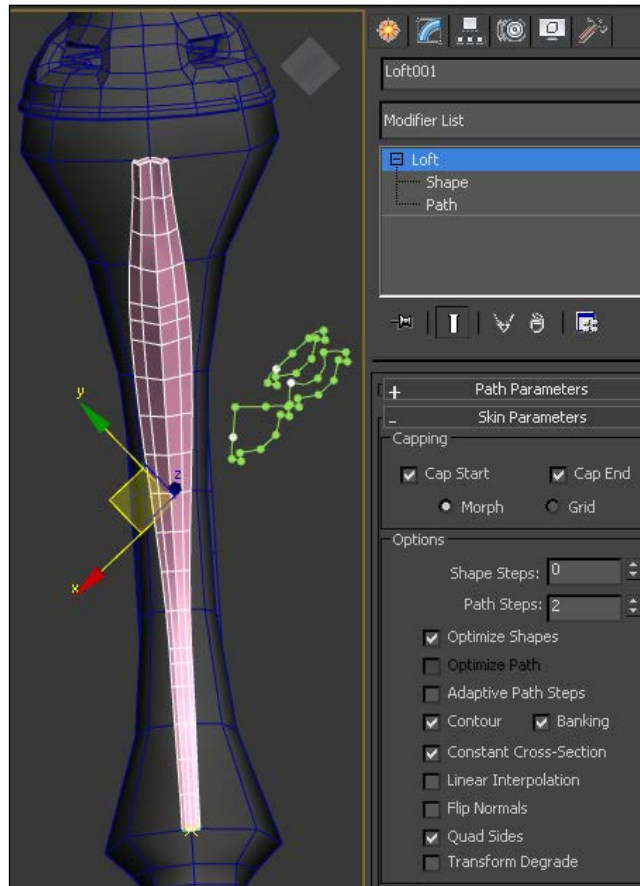 Loft001
Modifier List
Loft
Shape
Path
+ Path Parameters
- Skin Parameters
Capping
Cap Start Cap End
Morph Grid
Options
Shape Steps: 0
Path Steps: 2
Optimize Shapes
Optimize Path
Adaptive Path Steps
Contour Banking
Constant Cross-Section
Linear Interpolation
Flip Normals
Quad Sides
Transform Degrade
y
z
x